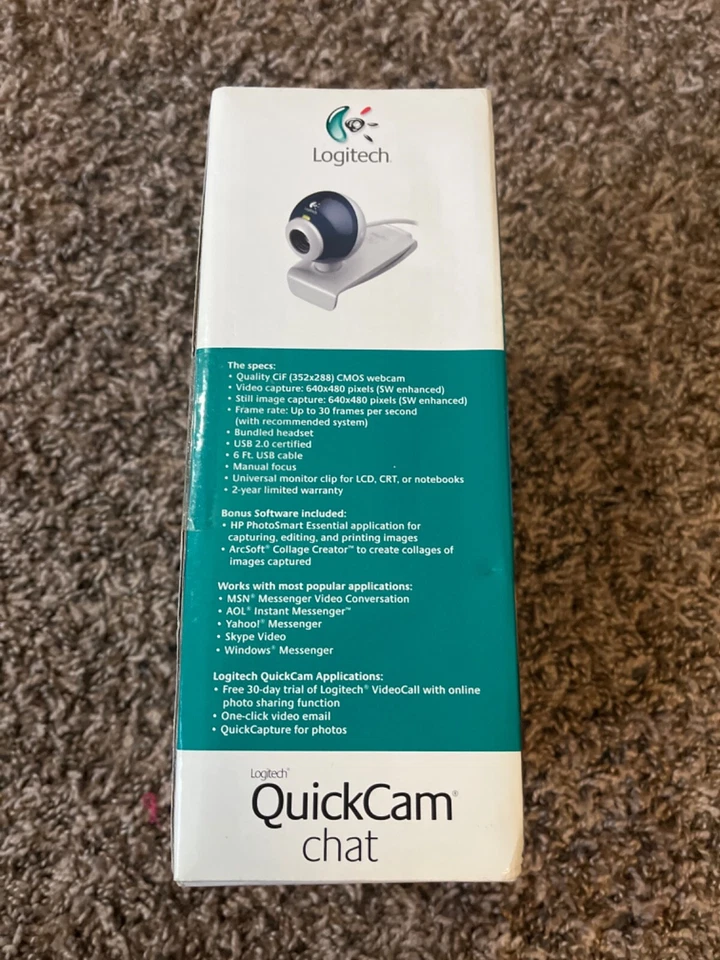 Logitech
Logitech
The specs:
• Quality CiF (352x288) CMOS webcam
• Video capture: 640x480 pixels (SW enhanced)
• Still image capture: 640x480 pixels (SW enhanced)
• Frame rate: Up to 30 frames per second
(with recommended system)
• Bundled headset
• USB 2.0 certified
• 6 Ft. USB cable
• Manual focus
• Universal monitor clip for LCD, CRT, or notebooks
• 2-year limited warranty
Bonus Software included:
• HP PhotoSmart Essential application for
capturing, editing, and printing images
• ArcSoft® Collage Creator™ to create collages of
images captured
Works with most popular applications:
• MSN® Messenger Video Conversation
• AOL® Instant Messenger™
• Yahoo!® Messenger
• Skype Video
• Windows® Messenger
Logitech QuickCam Applications:
• Free 30-day trial of Logitech® VideoCall with online
photo sharing function
• One-click video email
• QuickCapture for photos
Logitech®
QuickCam®
chat